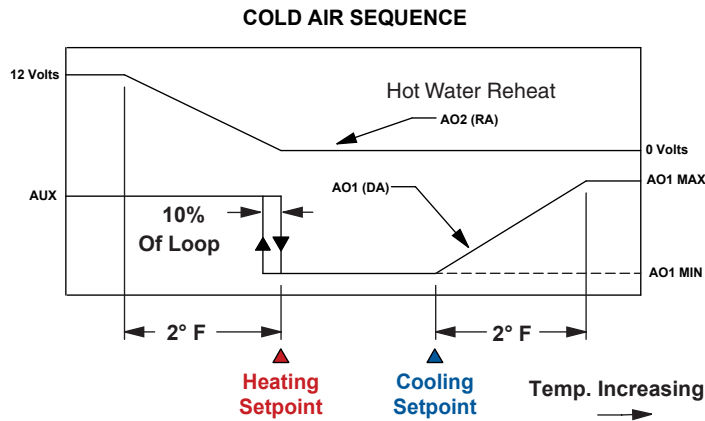 COLD AIR SEQUENCE
12 Volts
Hot Water Reheat
AO2 (RA)
0 Volts
AUX
AO1 (DA)
AO1 MAX
10%
Of Loop
AO1 MIN
2° F
2° F
Heating
Setpoint
Cooling
Setpoint
Temp. Increasing